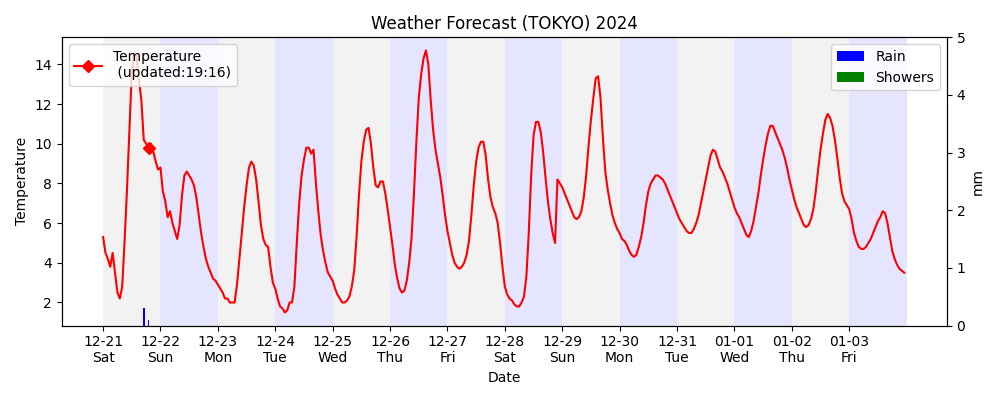 Weather Forecast (TOKYO) 2024
Temperature
(updated:19:16)
Rain
Showers
14
12
10
8
6
4
2
Temperature
5
4
3
2
1
0
mm
12-21 12-22 12-23 12-24 12-25 12-26 12-27 12-28 12-29 12-30 12-31 01-01 01-02 01-03
Sat Sun Mon Tue Wed Thu Fri Sat Sun Mon Tue Wed Thu Fri
Date